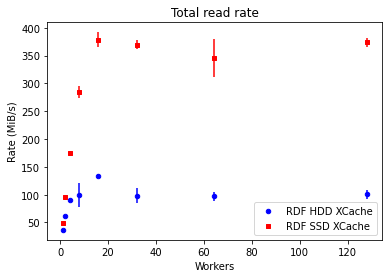 Total read rate
Rate (MiB/s)
400
350
300
250
200
150
100
50
RDF HDD XCache
RDF SSD XCache
0 20 40 60 80 100 120
Workers